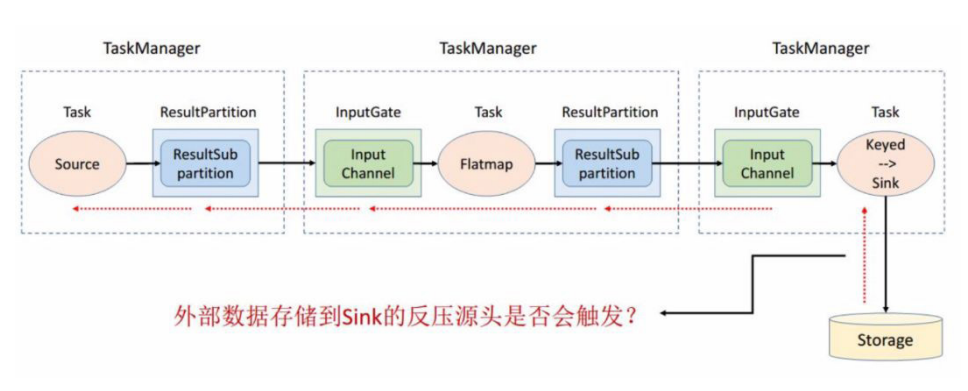 TaskManager
TaskManager
TaskManager
Task
ResultPartition
InputGate
Task
ResultPartition
InputGate
Task
Source
ResultSub
partition
Input
Channel
Flatmap
ResultSub
partition
Input
Channel
Keyed
-->
Sink
外部数据存储到Sink的反压源头是否会触发？
Storage